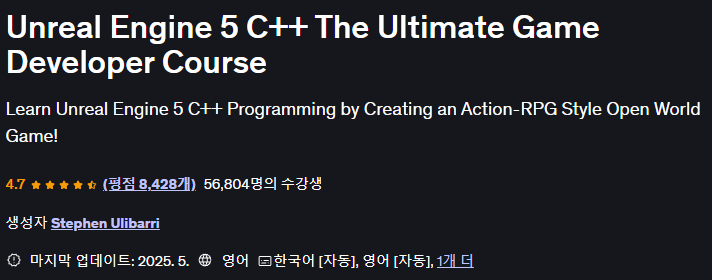 Unreal Engine 5 C++ The Ultimate Game
Developer Course
Learn Unreal Engine 5 C++ Programming by Creating an Action-RPG Style Open World
Game!
4.7 (평점 8,428개) 56,804명의 수강생
생성자 Stephen Ulibarri
마지막 업데이트: 2025. 5. 영어 한국어 [자동], 영어 [자동], 1개 더